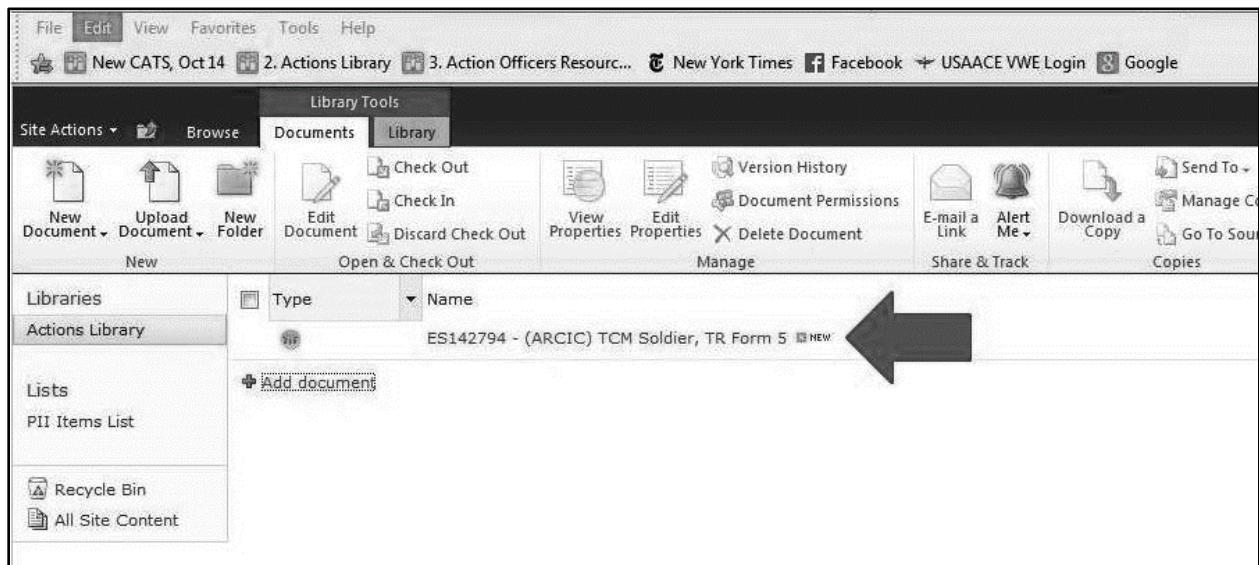 File Edit View Favorites Tools Help
New CATS, Oct 14 2. Actions Library 3. Action Officers Resourc... New York Times Facebook USAACE VWE Login Google
Library Tools
Site Actions Browse Documents Library
New Document Upload Document New Folder
New
Edit Document Check Out
Check In
Discard Check Out
Open & Check Out
View Properties Edit Properties Version History
Document Permissions
Delete Document
Manage
E-mail a Link Alert Me
Share & Track
Download a Copy Send To
Manage Co
Go To Sour
Copies
Libraries
Actions Library
Lists
PII Items List
Recycle Bin
All Site Content
Type Name
ES142794 - (ARCIC) TCM Soldier, TR Form 5 NEW
Add document